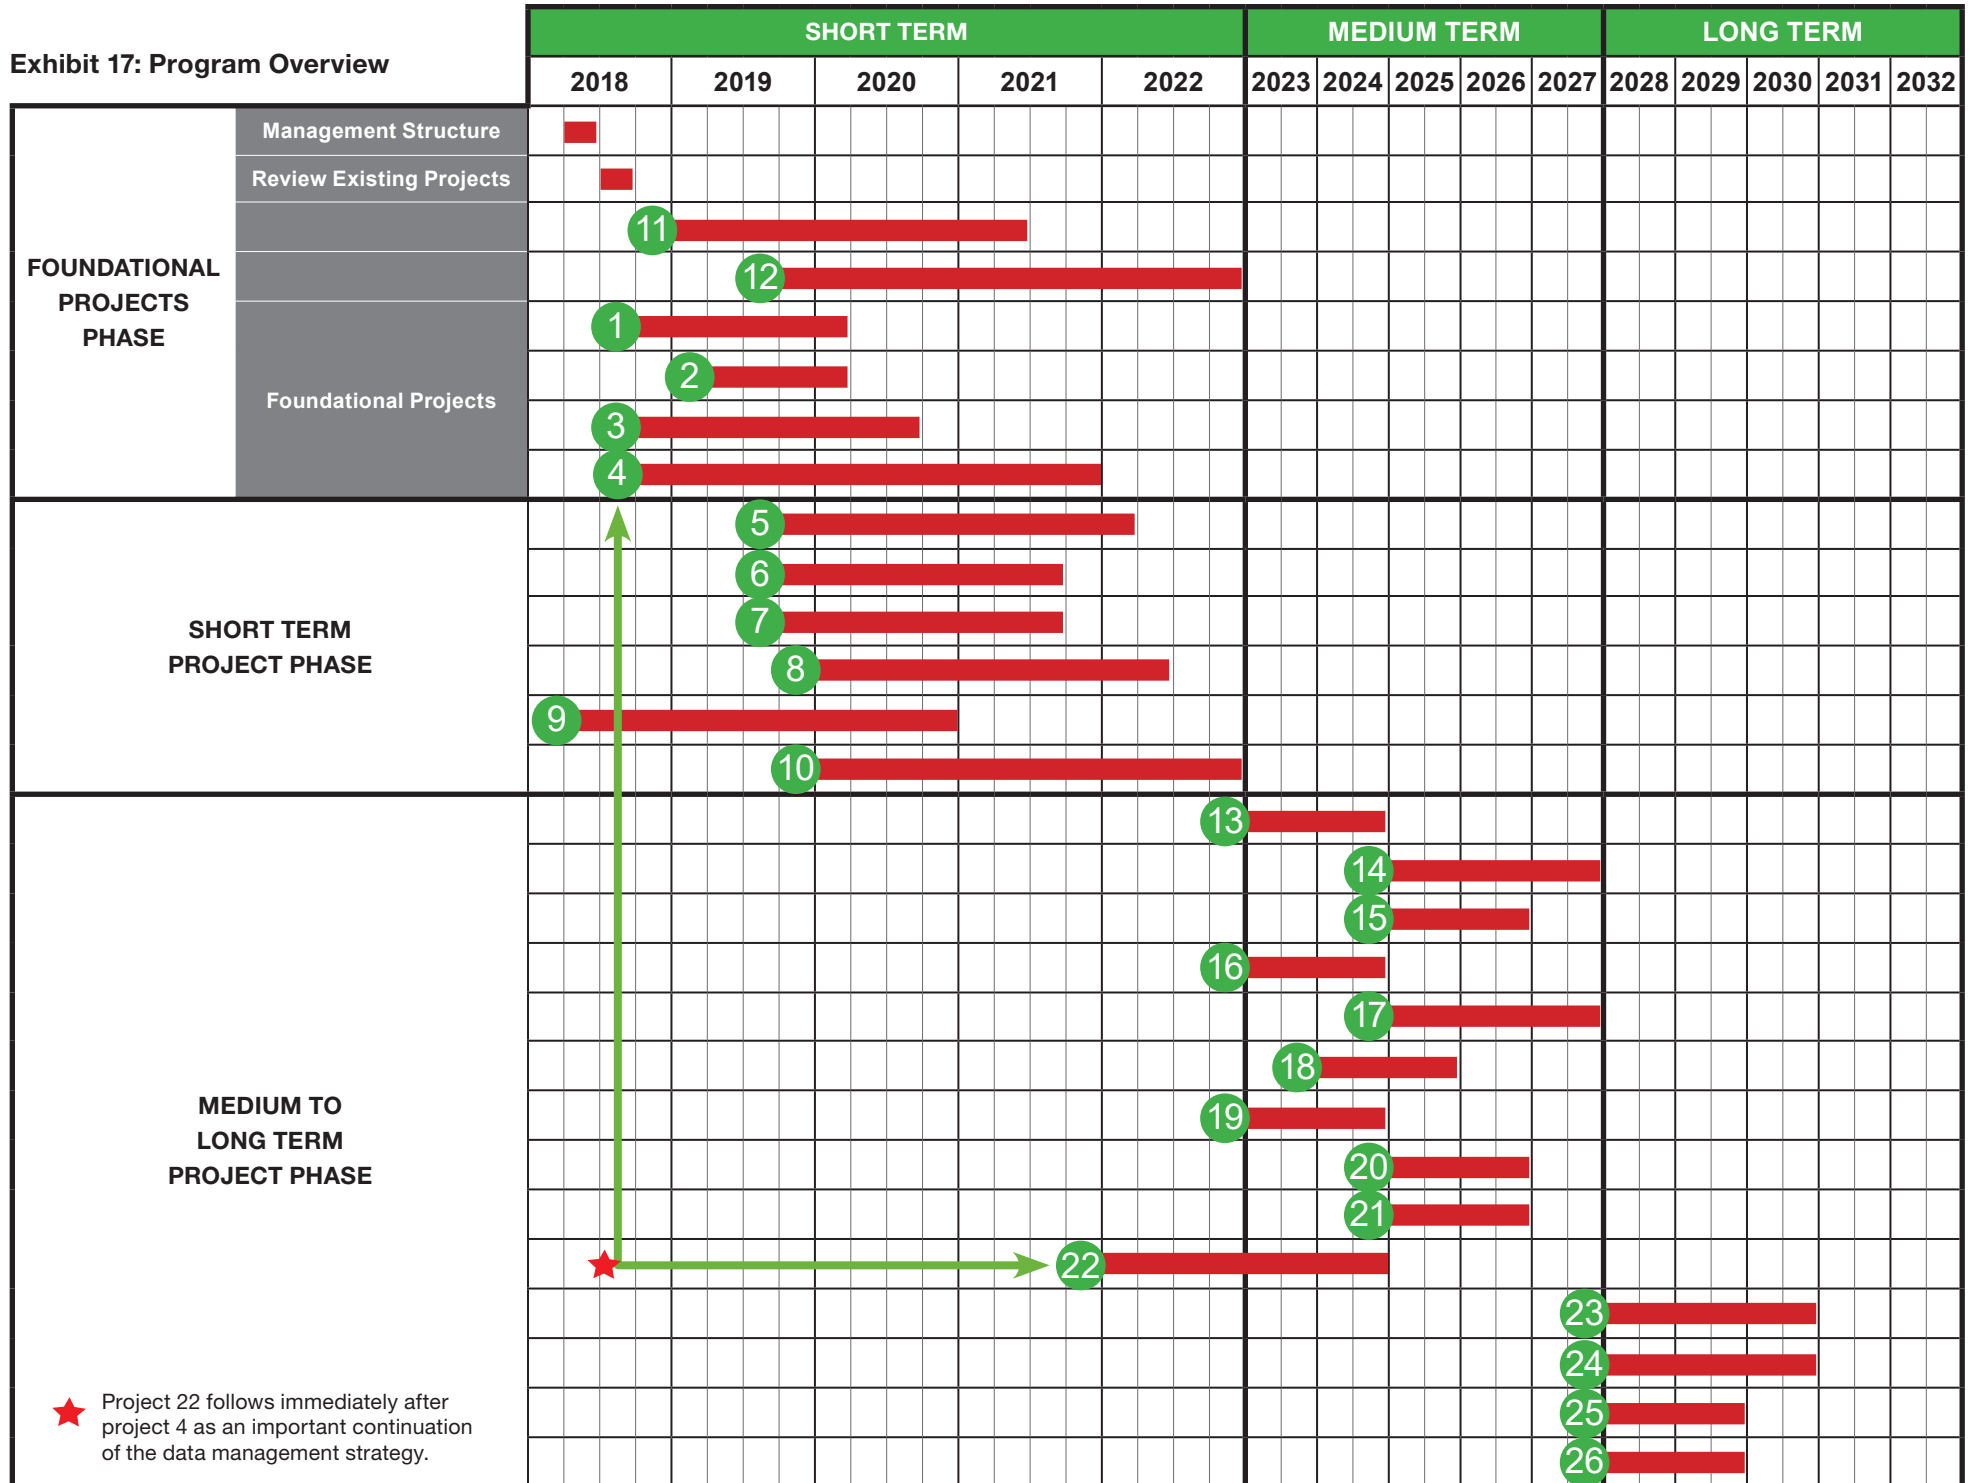 Exhibit 17: Program Overview
SHORT TERM
MEDIUM TERM
LONG TERM
2018 2019 2020 2021 2022 2023 2024 2025 2026 2027 2028 2029 2030 2031 2032
FOUNDATIONAL
PROJECTS
PHASE
Management Structure
Review Existing Projects
11
12
Foundational Projects
1
2
3
4
SHORT TERM
PROJECT PHASE
5
6
7
8
9
10
MEDIUM TO
LONG TERM
PROJECT PHASE
13
14
15
16
17
18
19
20
21
22
23
24
25
26
Project 22 follows immediately after
project 4 as an important continuation
of the data management strategy.